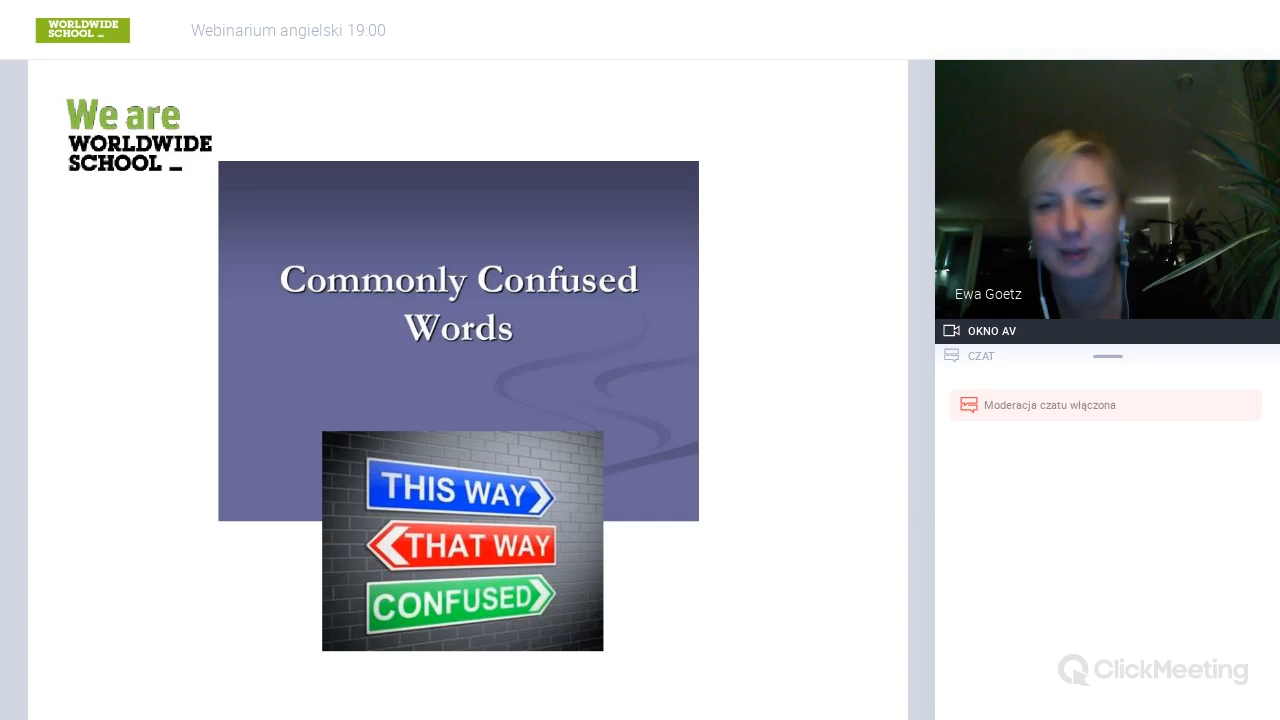 WORLDWIDE
SCHOOL _
Webinarium angielski 19:00
We are
WORLDWIDE
SCHOOL _
Commonly Confused
Words
THIS WAY
THAT WAY
CONFUSED
Ewa Goetz
OKNO AV
CZAT
Moderacja czatu włączona
ClickMeeting